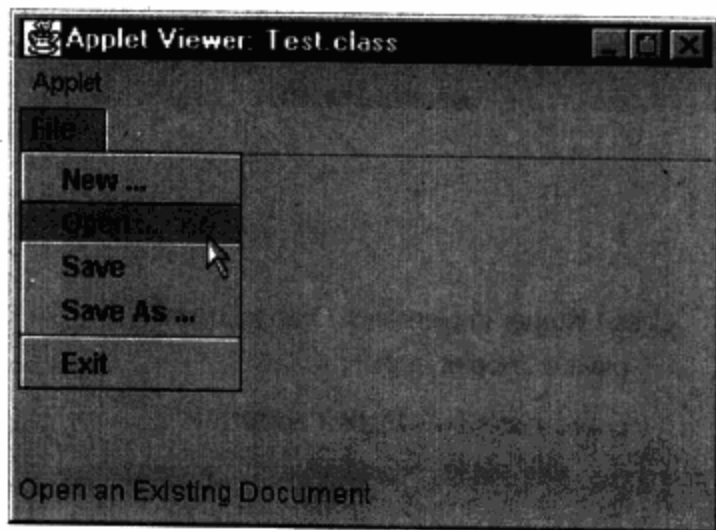 Applet Viewer: Test.class
Applet
File
New ...
Open ...
Save
Save As ...
Exit
Open an Existing Document